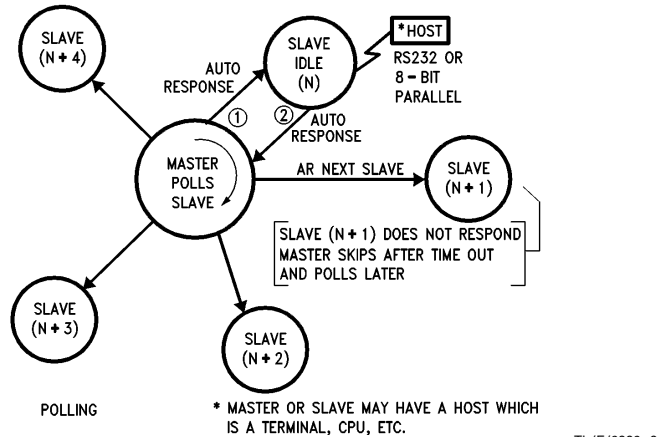 SLAVE
(N + 4)
SLAVE
IDLE
(N)
* HOST
RS232 OR
8 - BIT
PARALLEL
AUTO
RESPONSE
①
②
AUTO
RESPONSE
MASTER
POLLS
SLAVE
AR NEXT SLAVE
SLAVE
(N + 1)
SLAVE (N + 1) DOES NOT RESPOND
MASTER SKIPS AFTER TIME OUT
AND POLLS LATER
SLAVE
(N + 3)
SLAVE
(N + 2)
POLLING
* MASTER OR SLAVE MAY HAVE A HOST WHICH
IS A TERMINAL, CPU, ETC.